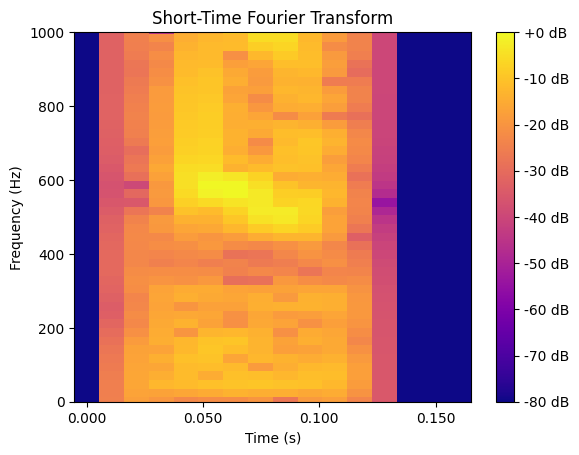 Short-Time Fourier Transform
1000
800
600
400
200
0
Frequency (Hz)
0.000
0.050
0.100
0.150
Time (s)
+0 dB
-10 dB
-20 dB
-30 dB
-40 dB
-50 dB
-60 dB
-70 dB
-80 dB